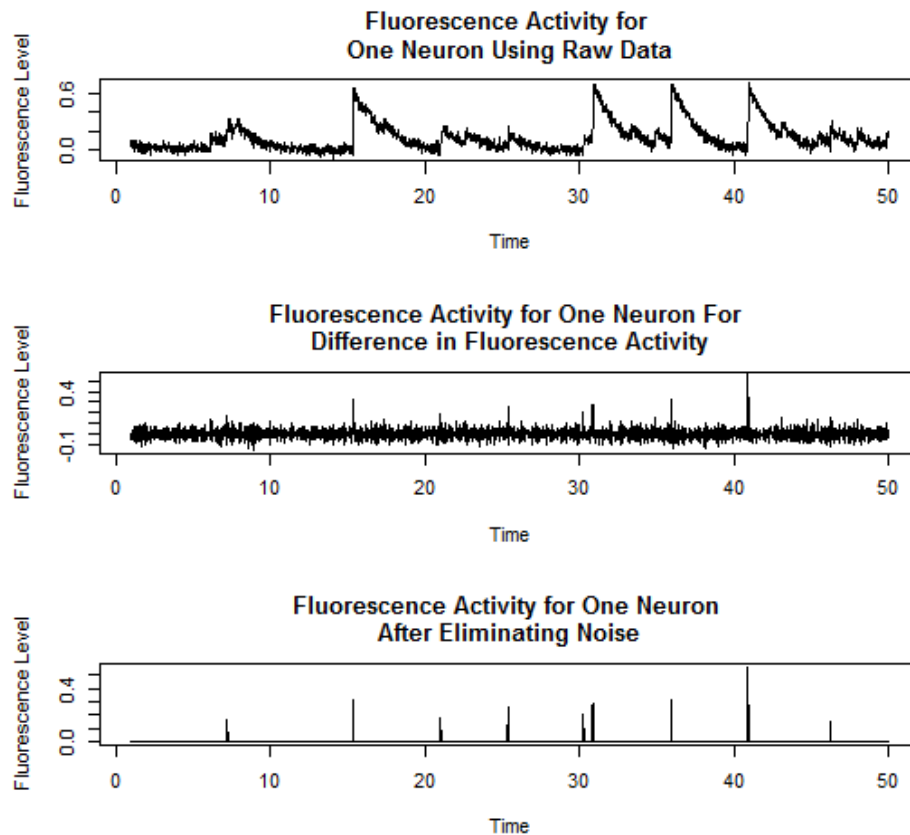 Fluorescence Activity for
One Neuron Using Raw Data
Fluorescence Level
0.6
0.0
0 10 20 30 40 50
Time
Fluorescence Activity for One Neuron For
Difference in Fluorescence Activity
Fluorescence Level
0.4
-0.1
0 10 20 30 40 50
Time
Fluorescence Activity for One Neuron
After Eliminating Noise
Fluorescence Level
0.4
0.0
0 10 20 30 40 50
Time